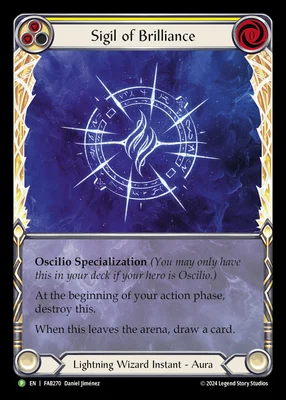 Sigil of Brilliance
Oscilio Specialization (You may only have
this in your deck if your hero is Oscilio.)
At the beginning of your action phase,
destroy this.
When this leaves the arena, draw a card.
Lightning Wizard Instant - Aura
P EN | FAB270 Daniel Jiménez © 2024 Legend Story Studios